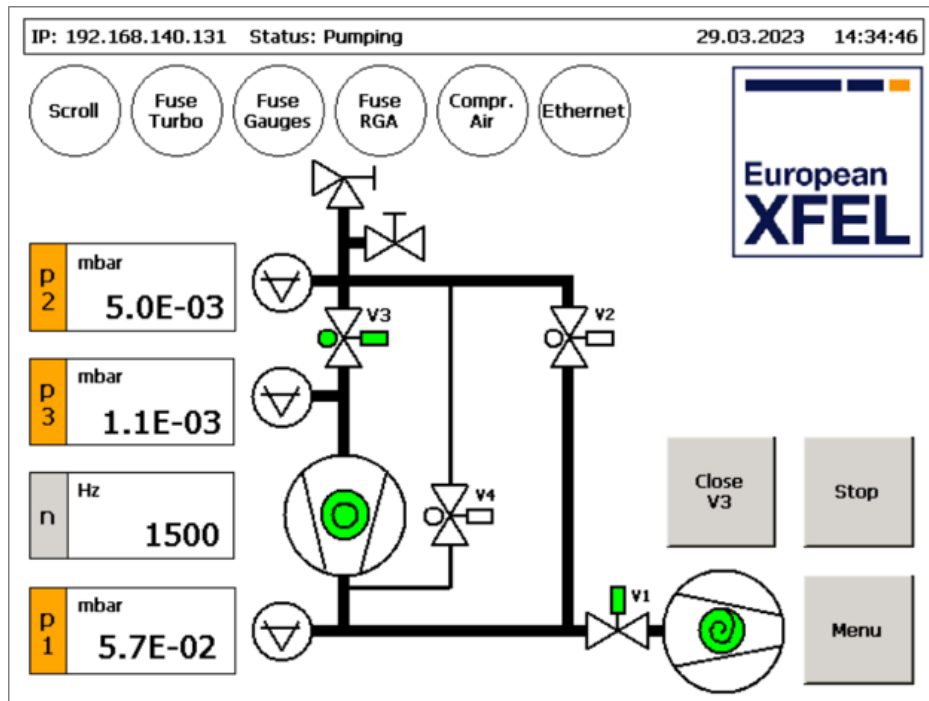 IP: 192.168.140.131 Status: Pumping 29.03.2023 14:34:46
Scroll
Fuse
Turbo
Fuse
Gauges
Fuse
RGA
Compr.
Air
Ethernet
European
XFEL
p
2
mbar
5.0E-03
V3
V2
p
3
mbar
1.1E-03
n
Hz
1500
V4
Close
V3
Stop
p
1
mbar
5.7E-02
V1
Menu